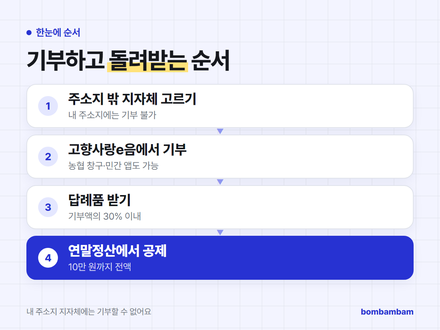 한눈에 순서
기부하고 돌려받는 순서
1
주소지 밖 지자체 고르기
내 주소지에는 기부 불가
2
고향사랑e음에서 기부
농협 창구·민간 앱도 가능
3
답례품 받기
기부액의 30% 이내
4
연말정산에서 공제
10만 원까지 전액
내 주소지 지자체에는 기부할 수 없어요
bombambam